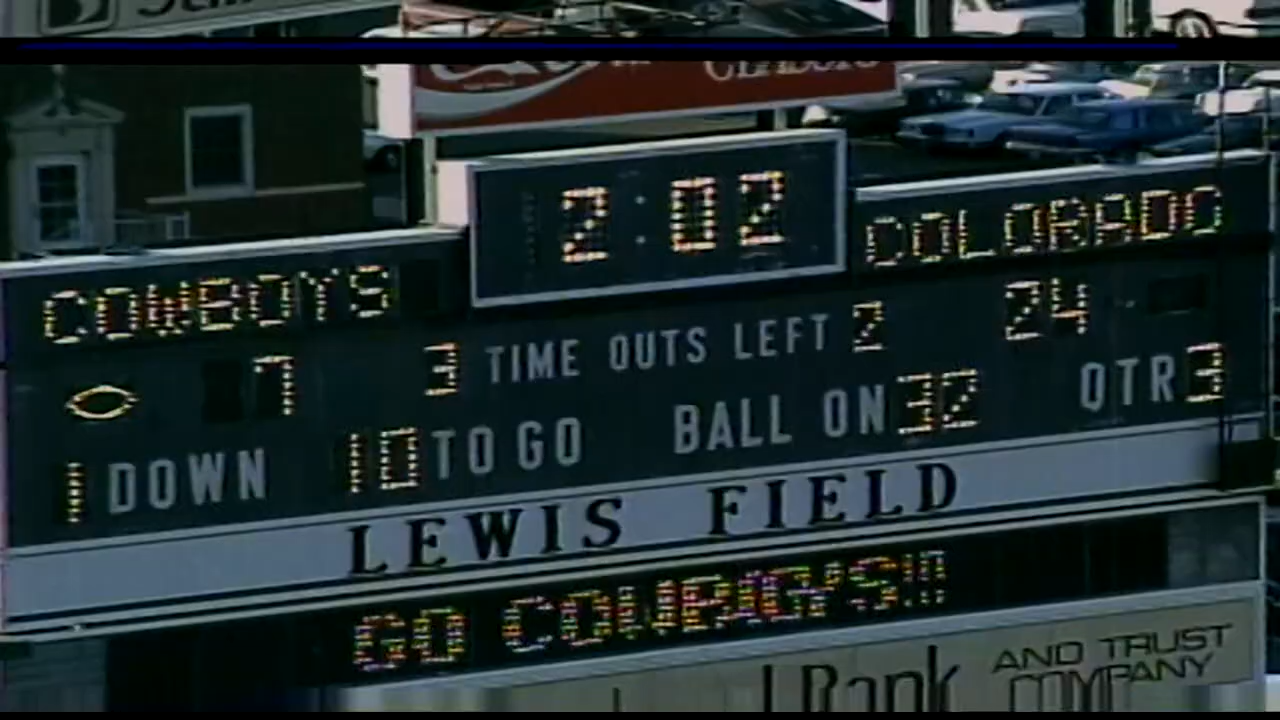 2:02
COWBOYS
COLORADO
7 3 TIME OUTS LEFT 2 24
1 DOWN 10 TO GO BALL ON 32 QTR 3
LEWIS FIELD
GO COWBOYS!!!
Bank AND TRUST
COMPANY